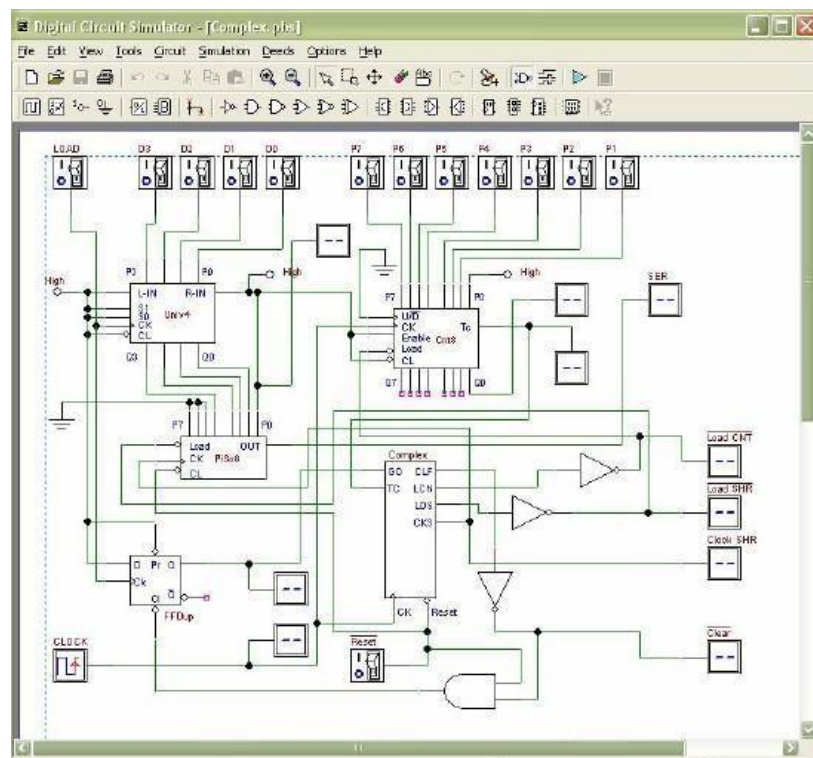 Digital Circuit Simulator - [Complex.pbs]
File Edit View Tools Circuit Simulation Deeds Options Help
LOAD D3 D2 D1 D0 P7 P6 P5 P4 P3 P2 P1
High
High
High
SER
P3 P0
L-IN R-IN
S1
S0
CK
CL
Univ4
Q3 Q0
P7 P0
U/D
CK
Enable
Load
CL
Tc
Cnt8
Q7 Q0
P7 P0
Load OUT
CK
CL
PiSo8
Complex
GO CLF
TC LCN
LDS
CKS
CK Reset
Load CNT
Load SHR
Clock SHR
Clear
D Pr Q
Ck
Cl Q
FFDup
CLOCK
Reset
-- -- -- -- -- -- -- -- -- --